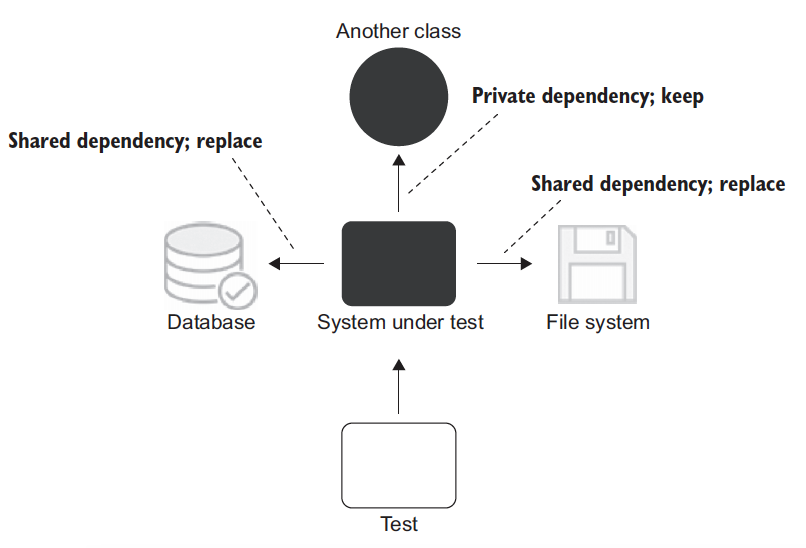 Another class
Private dependency; keep
Shared dependency; replace
Shared dependency; replace
Database
System under test
File system
Test